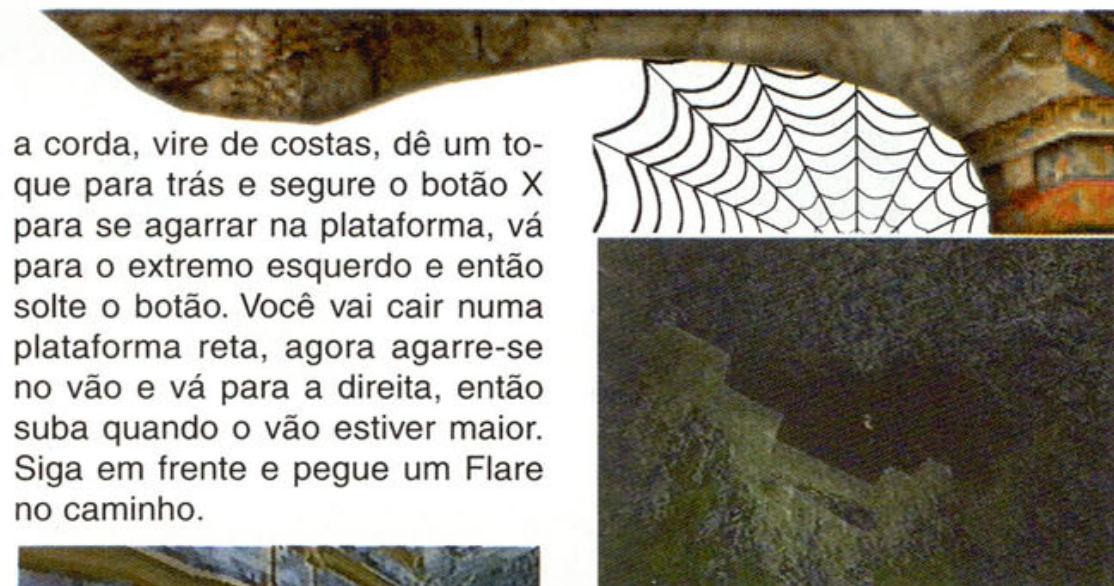 a corda, vire de costas, dê um to-
que para trás e segure o botão X
para se agarrar na plataforma, vá
para o extremo esquerdo e então
solte o botão. Você vai cair numa
plataforma reta, agora agarre-se
no vão e vá para a direita, então
suba quando o vão estiver maior.
Siga em frente e pegue um Flare
no caminho.